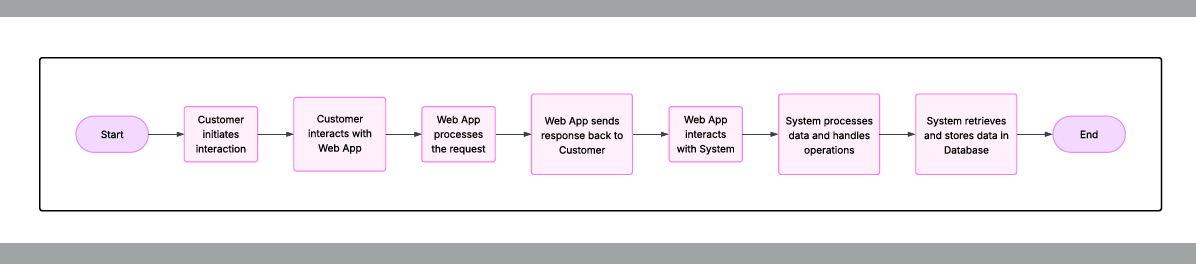 Start
Customer
initiates
interaction
Customer
interacts with
Web App
Web App
processes
the request
Web App sends
response back to
Customer
Web App
interacts
with System
System processes
data and handles
operations
System retrieves
and stores data in
Database
End